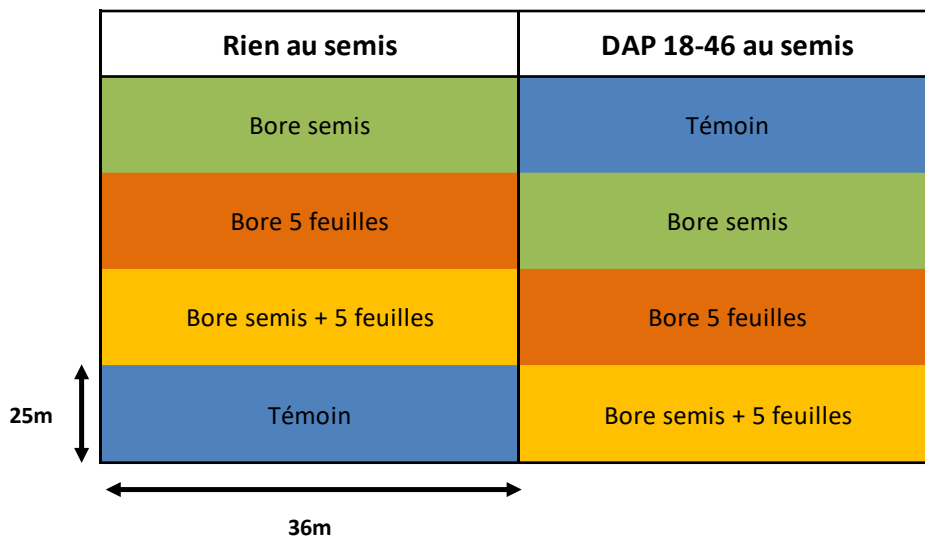 Rien au semis
DAP 18-46 au semis
Bore semis
Témoin
Bore 5 feuilles
Bore semis
Bore semis + 5 feuilles
Bore 5 feuilles
25m
Témoin
Bore semis + 5 feuilles
36m